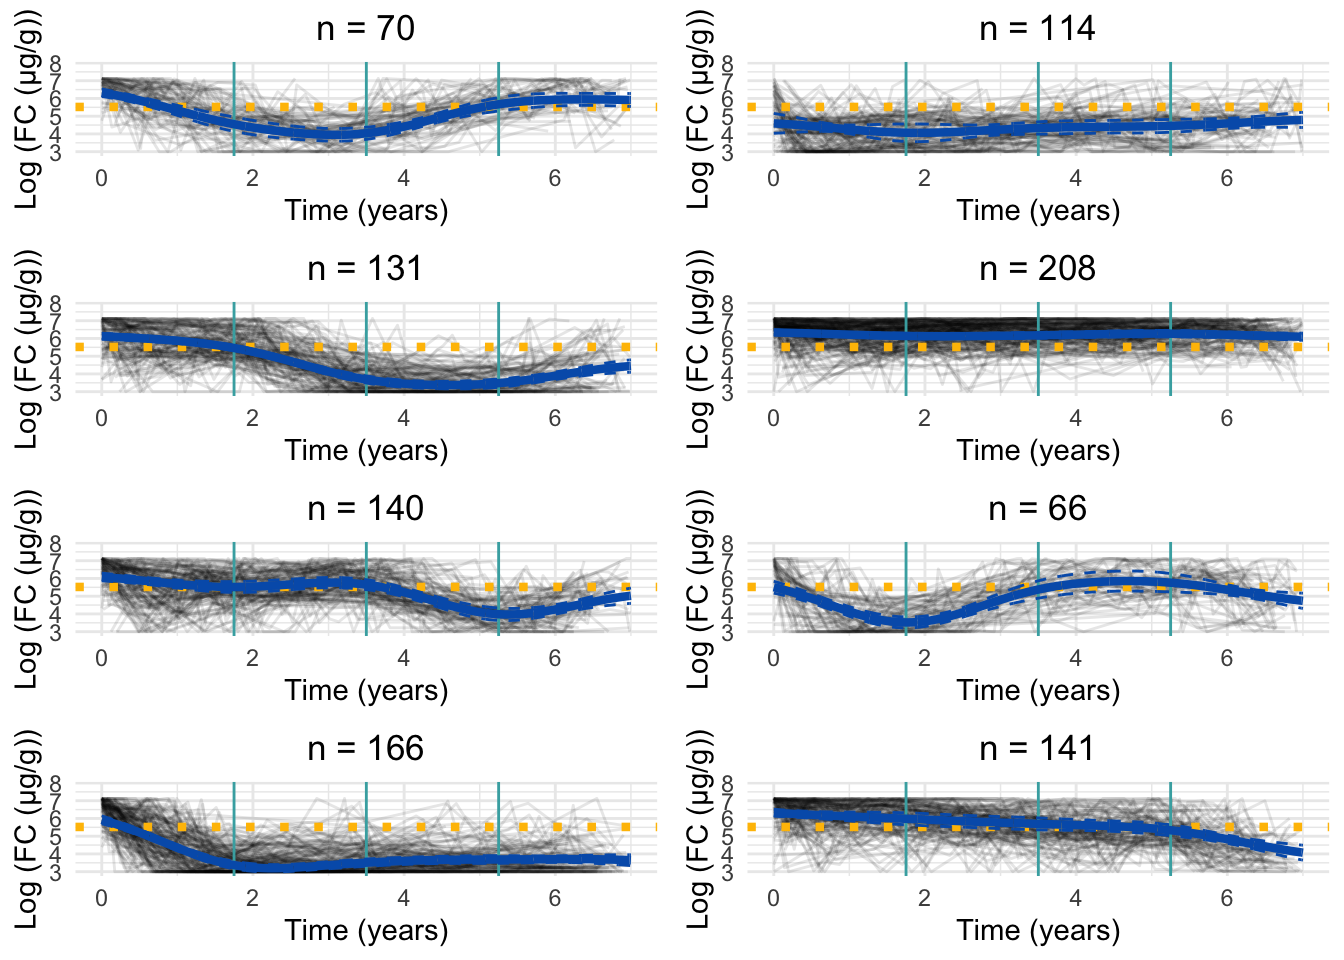 n = 70
Log (FC (μg/g))
8
7
6
5
4
3
0 2 4 6
Time (years)
n = 114
Log (FC (μg/g))
8
7
6
5
4
3
0 2 4 6
Time (years)
n = 131
Log (FC (μg/g))
8
7
6
5
4
3
0 2 4 6
Time (years)
n = 208
Log (FC (μg/g))
8
7
6
5
4
3
0 2 4 6
Time (years)
n = 140
Log (FC (μg/g))
8
7
6
5
4
3
0 2 4 6
Time (years)
n = 66
Log (FC (μg/g))
8
7
6
5
4
3
0 2 4 6
Time (years)
n = 166
Log (FC (μg/g))
8
7
6
5
4
3
0 2 4 6
Time (years)
n = 141
Log (FC (μg/g))
8
7
6
5
4
3
0 2 4 6
Time (years)